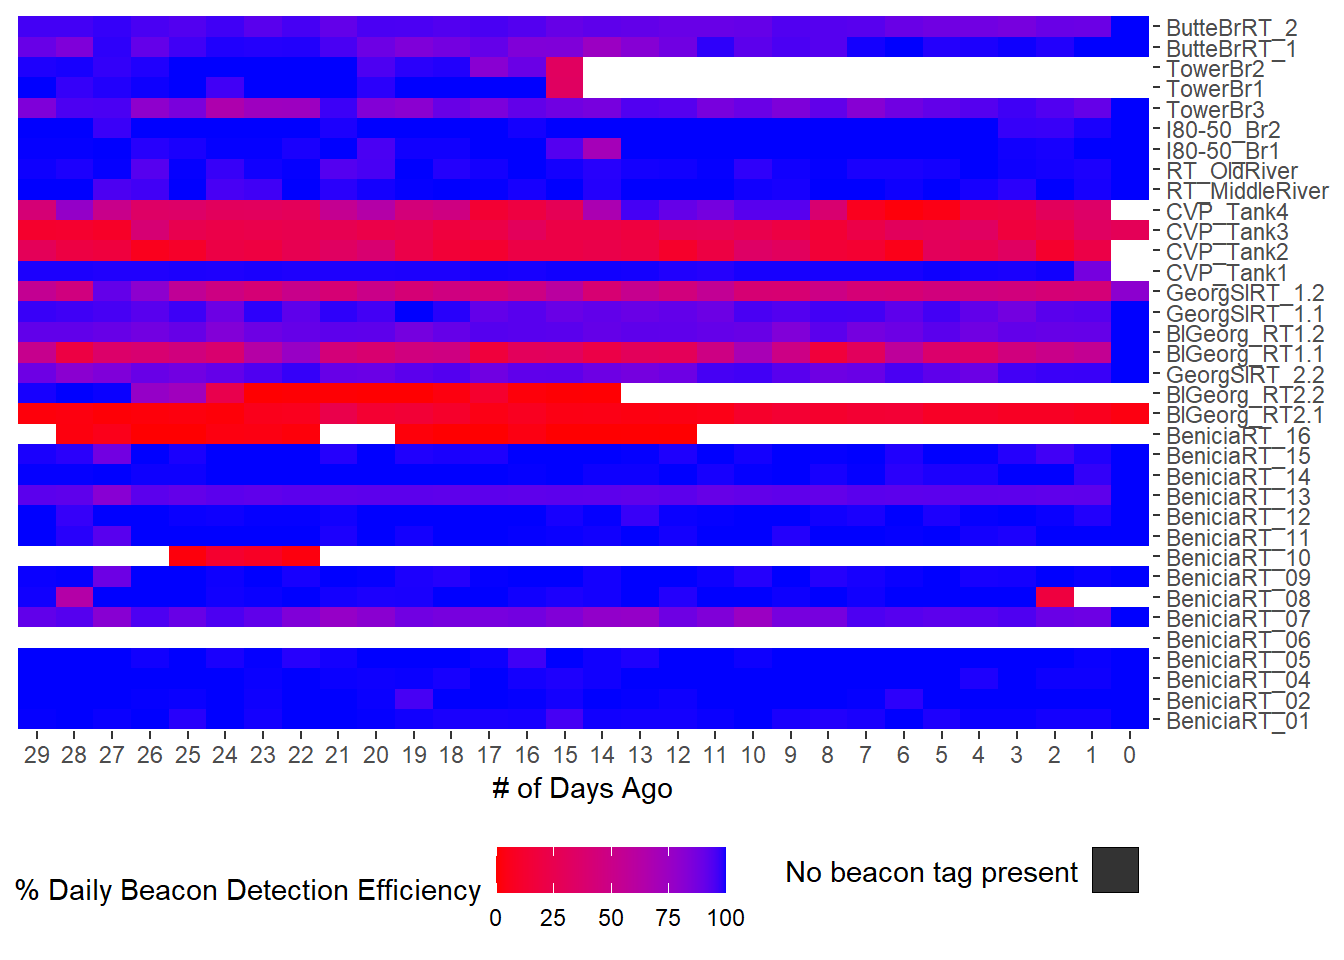 ButteBrRT_2
ButteBrRT_1
TowerBr2
TowerBr1
TowerBr3
I80-50_Br2
I80-50_Br1
RT_OldRiver
RT_MiddleRiver
CVP_Tank4
CVP_Tank3
CVP_Tank2
CVP_Tank1
GeorgSlRT_1.2
GeorgSlRT_1.1
BlGeorg_RT1.2
BlGeorg_RT1.1
GeorgSlRT_2.2
BlGeorg_RT2.2
BlGeorg_RT2.1
BeniciaRT_16
BeniciaRT_15
BeniciaRT_14
BeniciaRT_13
BeniciaRT_12
BeniciaRT_11
BeniciaRT_10
BeniciaRT_09
BeniciaRT_08
BeniciaRT_07
BeniciaRT_06
BeniciaRT_05
BeniciaRT_04
BeniciaRT_02
BeniciaRT_01
29 28 27 26 25 24 23 22 21 20 19 18 17 16 15 14 13 12 11 10 9 8 7 6 5 4 3 2 1 0
# of Days Ago
% Daily Beacon Detection Efficiency
0 25 50 75 100
No beacon tag present